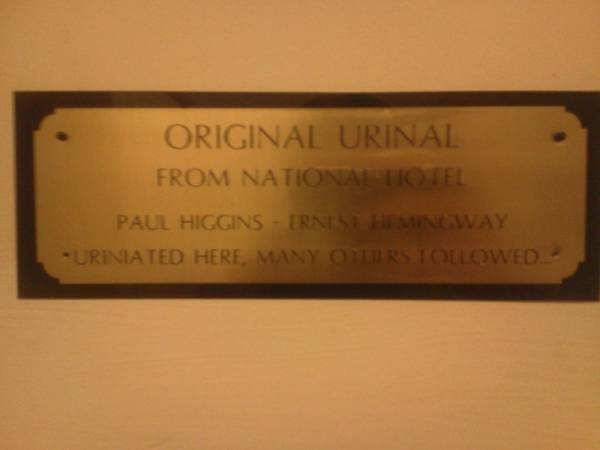 ORIGINAL URINAL
FROM NATIONAL HOTEL
PAUL HIGGINS - ERNEST HEMINGWAY
URINIATED HERE, MANY OTHERS FOLLOWED...